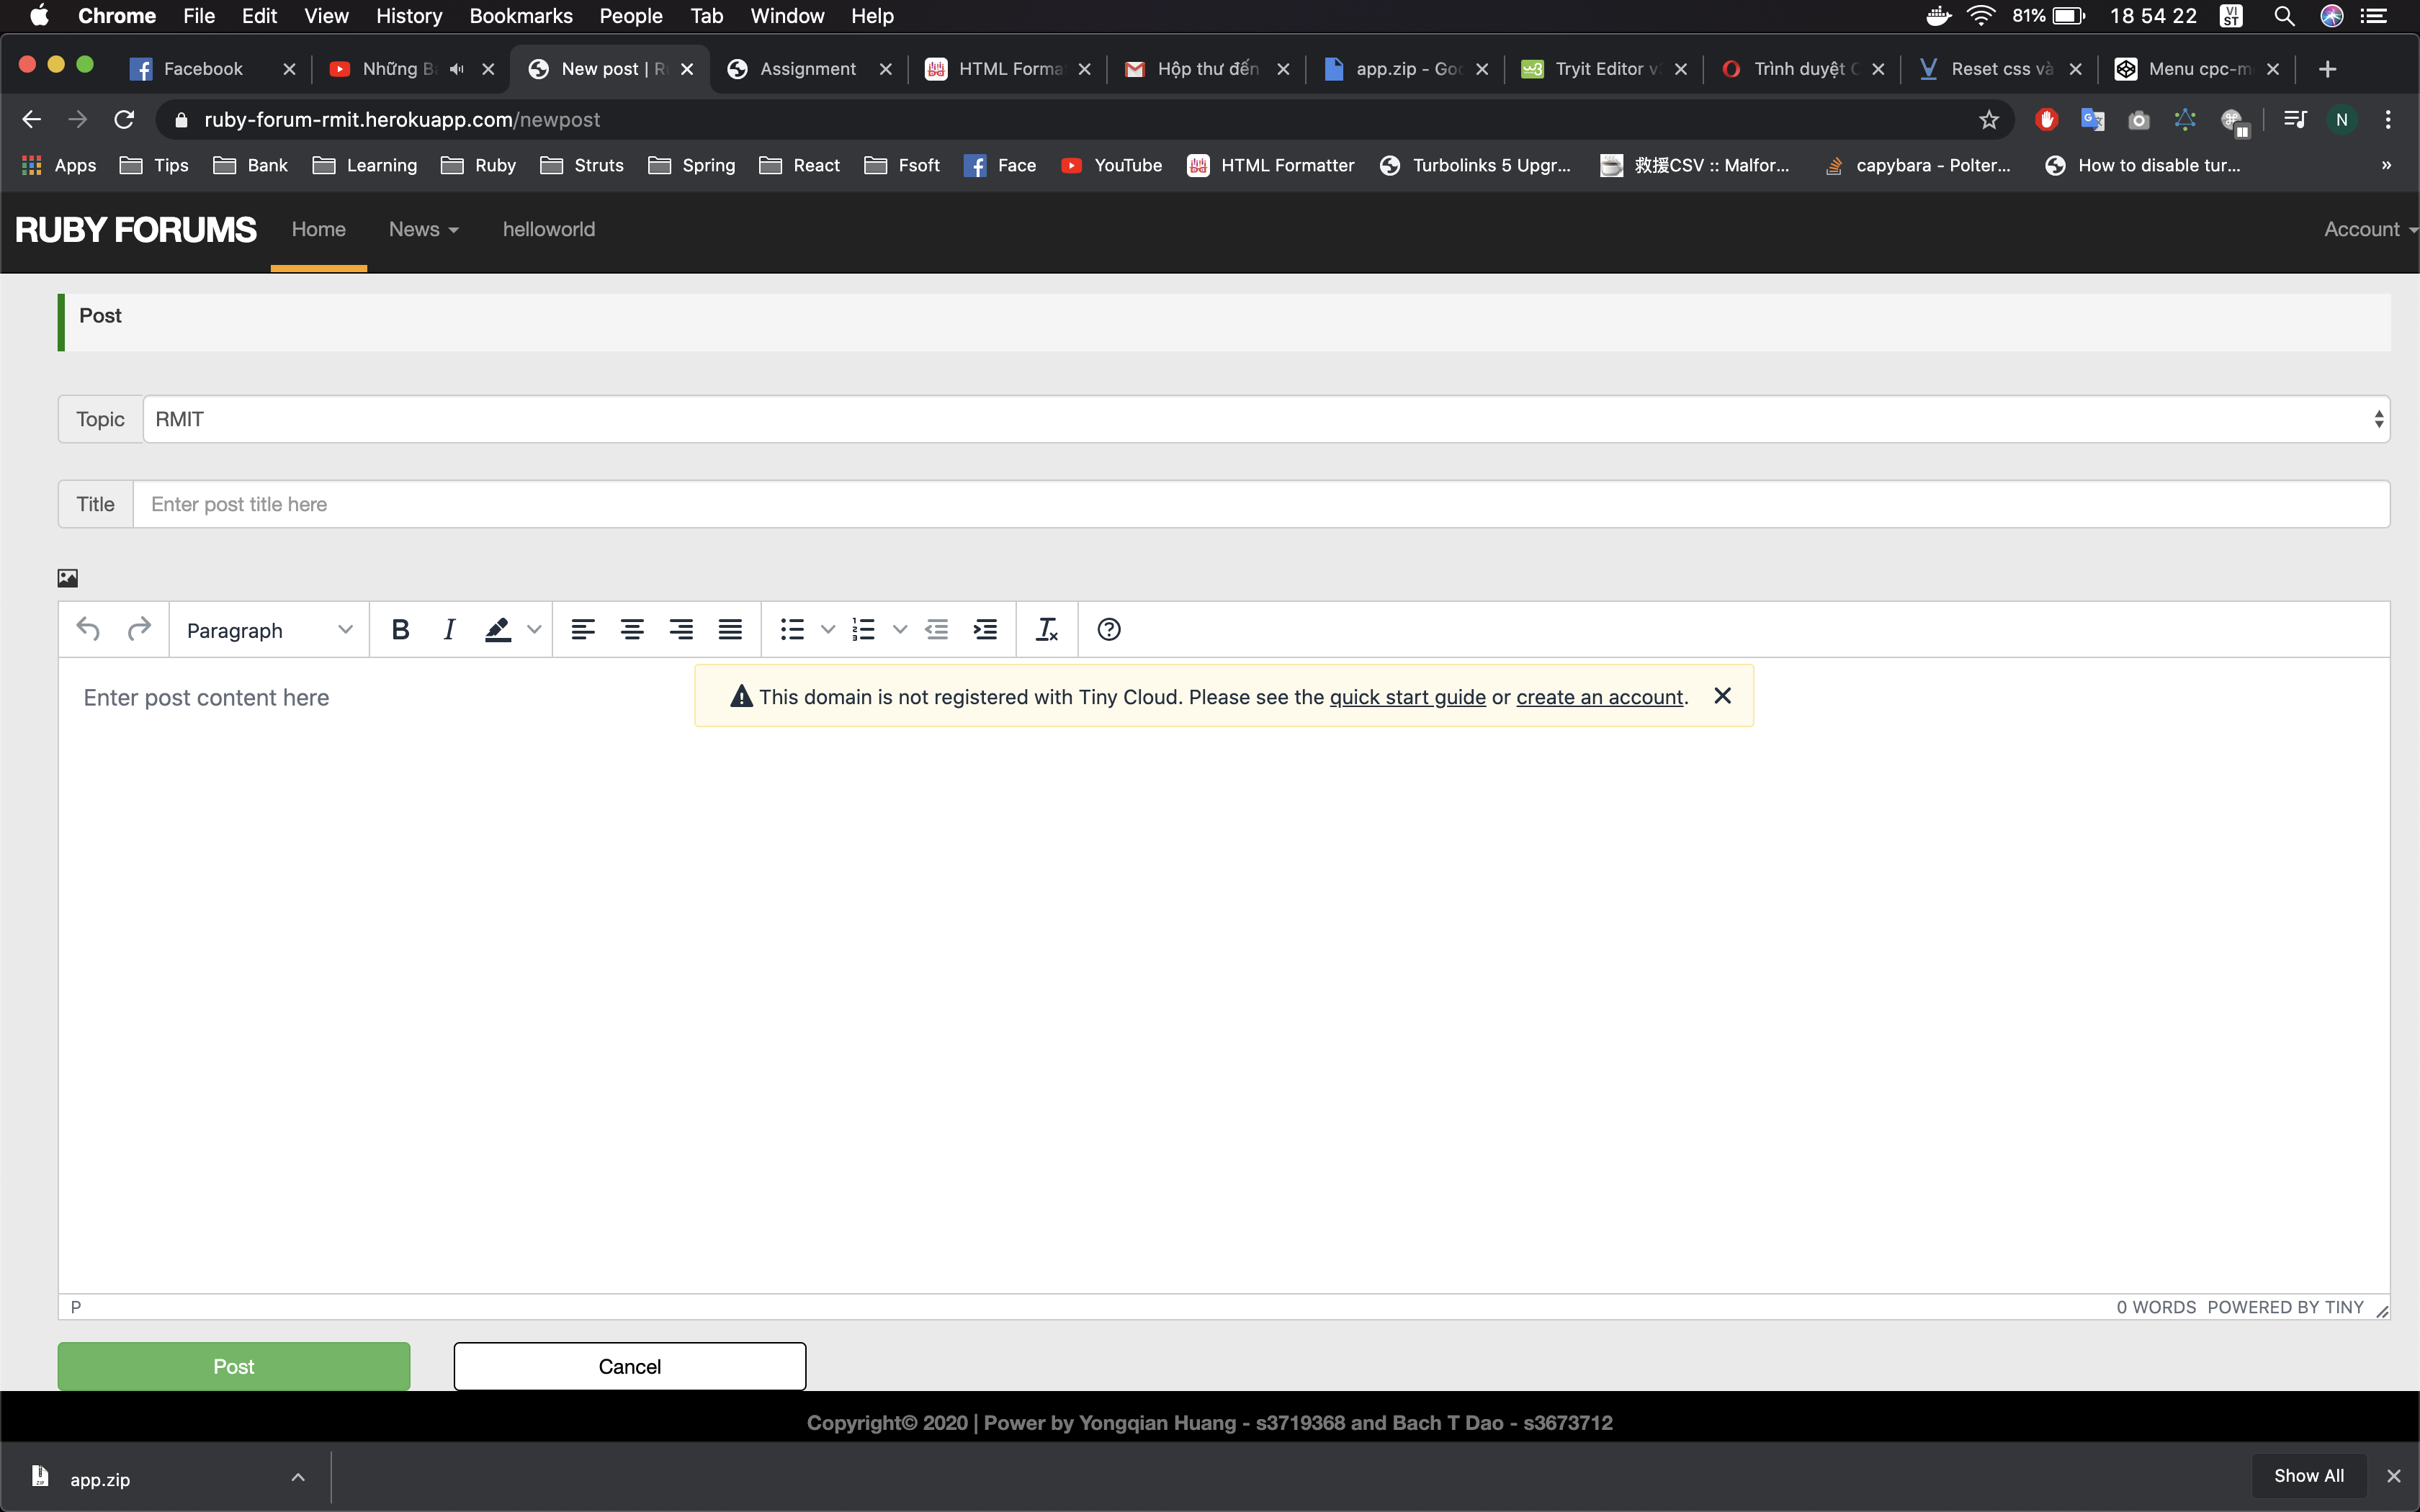 Chrome File Edit View History Bookmarks People Tab Window Help 81% 18 54 22 VI ST
Facebook Những B New post | R Assignment HTML Forma Hộp thư đến app.zip - Goo Tryit Editor v Trình duyệt C Reset css và Menu cpc-m
ruby-forum-rmit.herokuapp.com/newpost N
Apps Tips Bank Learning Ruby Struts Spring React Fsoft Face YouTube HTML Formatter Turbolinks 5 Upgr... 救援CSV :: Malfor... capybara - Polter... How to disable tur... »
RUBY FORUMS Home News helloworld Account
Post
Topic RMIT
Title Enter post title here
Paragraph B I
Enter post content here
This domain is not registered with Tiny Cloud. Please see the quick start guide or create an account.
P 0 WORDS POWERED BY TINY
Post Cancel
Copyright© 2020 | Power by Yongqian Huang - s3719368 and Bach T Dao - s3673712
app.zip Show All